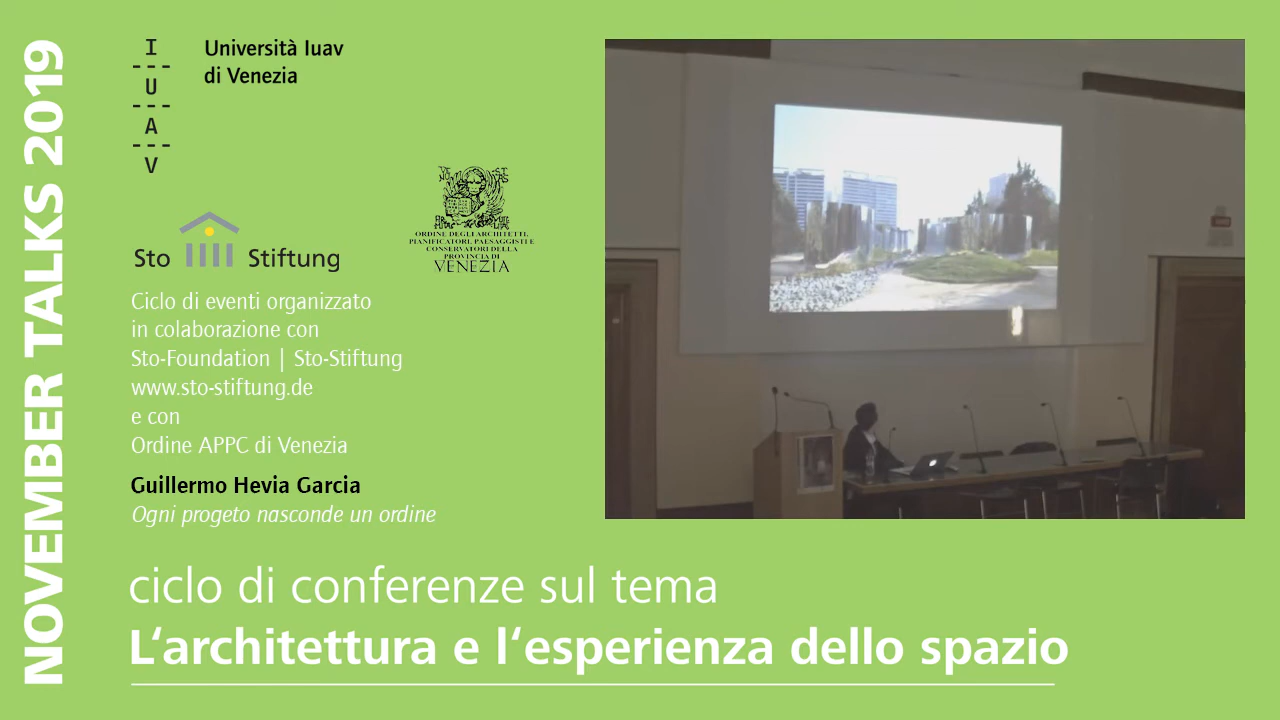 NOVEMBER TALKS 2019
I
U
A
V
Università Iuav
di Venezia
Sto Stiftung
ORDINE DEGLI ARCHITETTI,
PIANIFICATORI, PAESAGGISTI E
CONSERVATORI DELLA
PROVINCIA DI
VENEZIA
Ciclo di eventi organizzato
in colaborazione con
Sto-Foundation | Sto-Stiftung
www.sto-stiftung.de
e con
Ordine APPC di Venezia
Guillermo Hevia Garcia
Ogni progeto nasconde un ordine
ciclo di conferenze sul tema
L‘architettura e l‘esperienza dello spazio